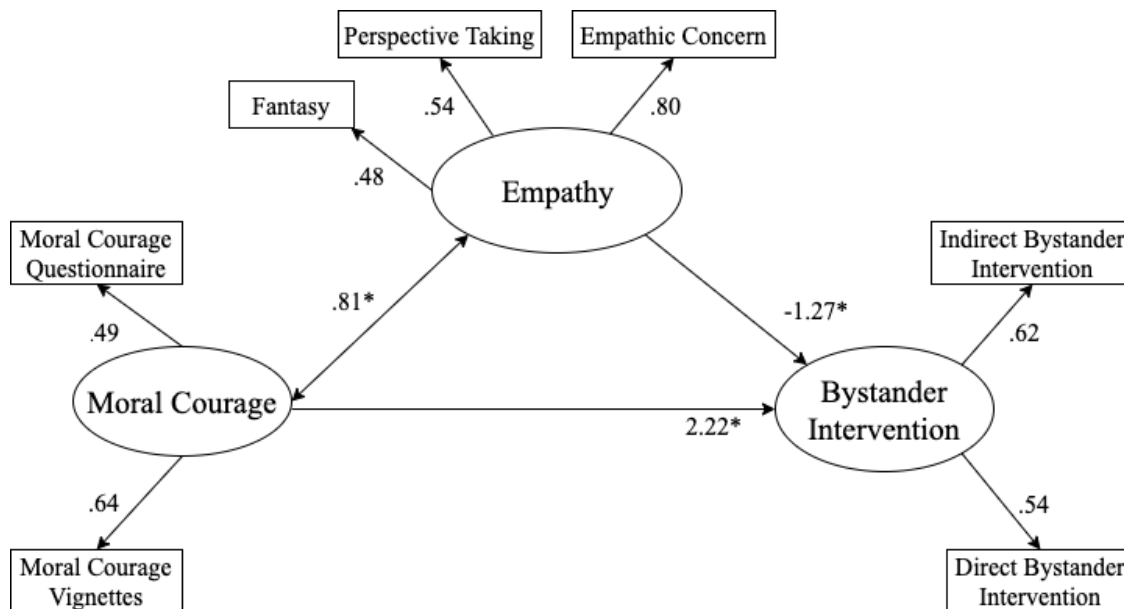 Perspective Taking
Empathic Concern
.54
.80
Fantasy
.48
Empathy
Moral Courage
Questionnaire
Indirect Bystander
Intervention
.81*
-1.27*
.49
.62
Moral Courage
Bystander
Intervention
2.22*
.64
.54
Moral Courage
Vignettes
Direct Bystander
Intervention